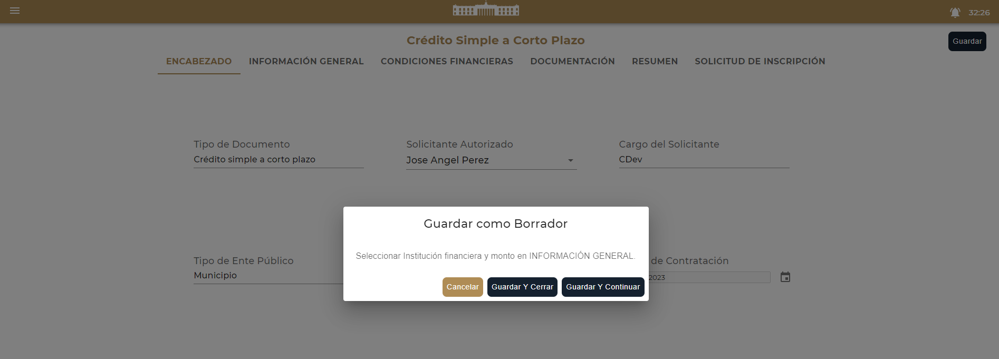 32:26
Crédito Simple a Corto Plazo
Guardar
ENCABEZADO INFORMACIÓN GENERAL CONDICIONES FINANCIERAS DOCUMENTACIÓN RESUMEN SOLICITUD DE INSCRIPCIÓN
Tipo de Documento Solicitante Autorizado Cargo del Solicitante
Crédito simple a corto plazo Jose Angel Perez CDev
Guardar como Borrador
Seleccionar Institución financiera y monto en INFORMACIÓN GENERAL.
Cancelar Guardar Y Cerrar Guardar Y Continuar
Tipo de Ente Público de Contratación
Municipio 2023